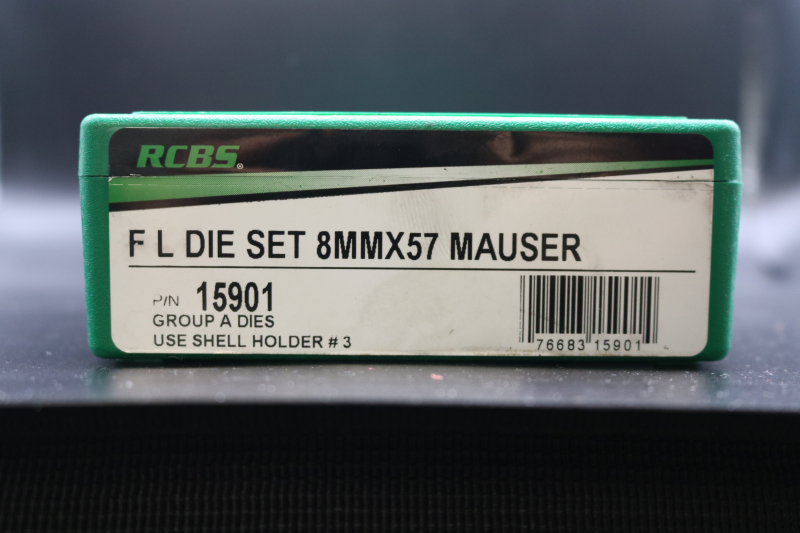 RCBS®
F L DIE SET 8MMX57 MAUSER
P/N 15901
GROUP A DIES
USE SHELL HOLDER # 3
76683 15901